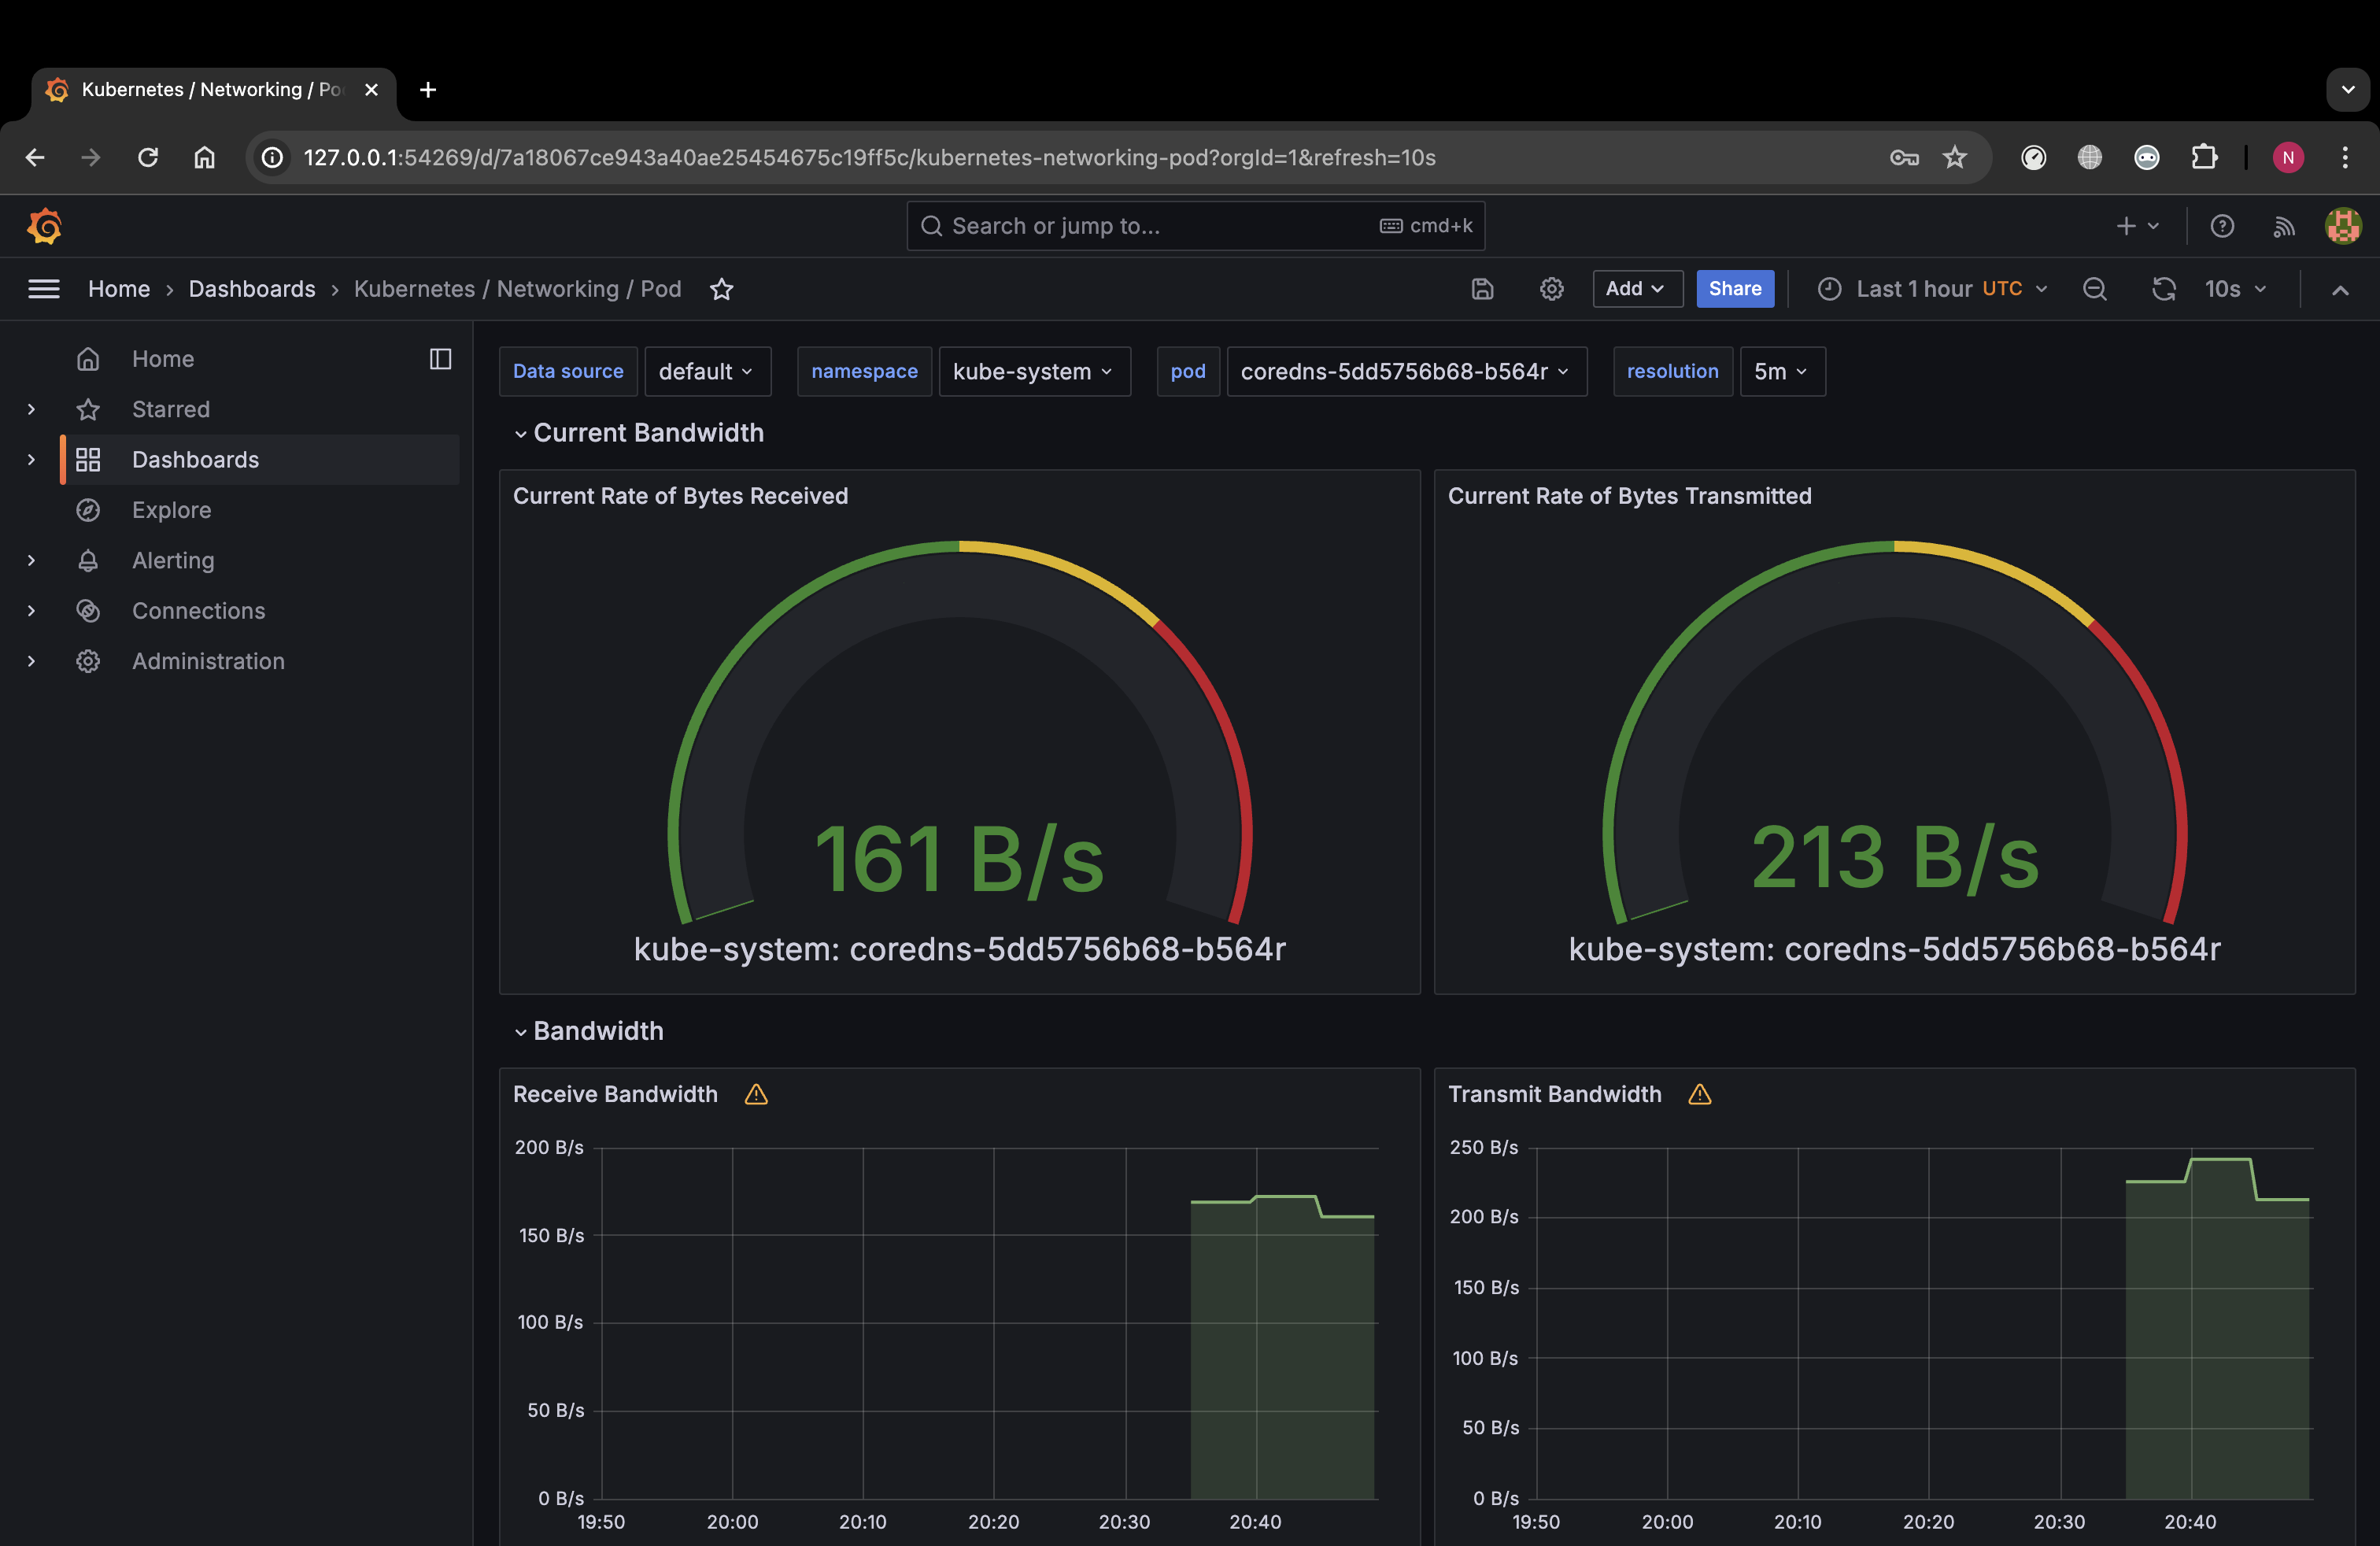 Kubernetes / Networking / Po
127.0.0.1:54269/d/7a18067ce943a40ae25454675c19ff5c/kubernetes-networking-pod?orgId=1&refresh=10s
N
Search or jump to...
cmd+k
Home › Dashboards › Kubernetes / Networking / Pod
Add
Share
Last 1 hour UTC
10s
Home
Starred
Dashboards
Explore
Alerting
Connections
Administration
Data source default namespace kube-system pod coredns-5dd5756b68-b564r resolution 5m
Current Bandwidth
Current Rate of Bytes Received
161 B/s
kube-system: coredns-5dd5756b68-b564r
Current Rate of Bytes Transmitted
213 B/s
kube-system: coredns-5dd5756b68-b564r
Bandwidth
Receive Bandwidth
200 B/s
150 B/s
100 B/s
50 B/s
0 B/s
19:50 20:00 20:10 20:20 20:30 20:40
Transmit Bandwidth
250 B/s
200 B/s
150 B/s
100 B/s
50 B/s
0 B/s
19:50 20:00 20:10 20:20 20:30 20:40